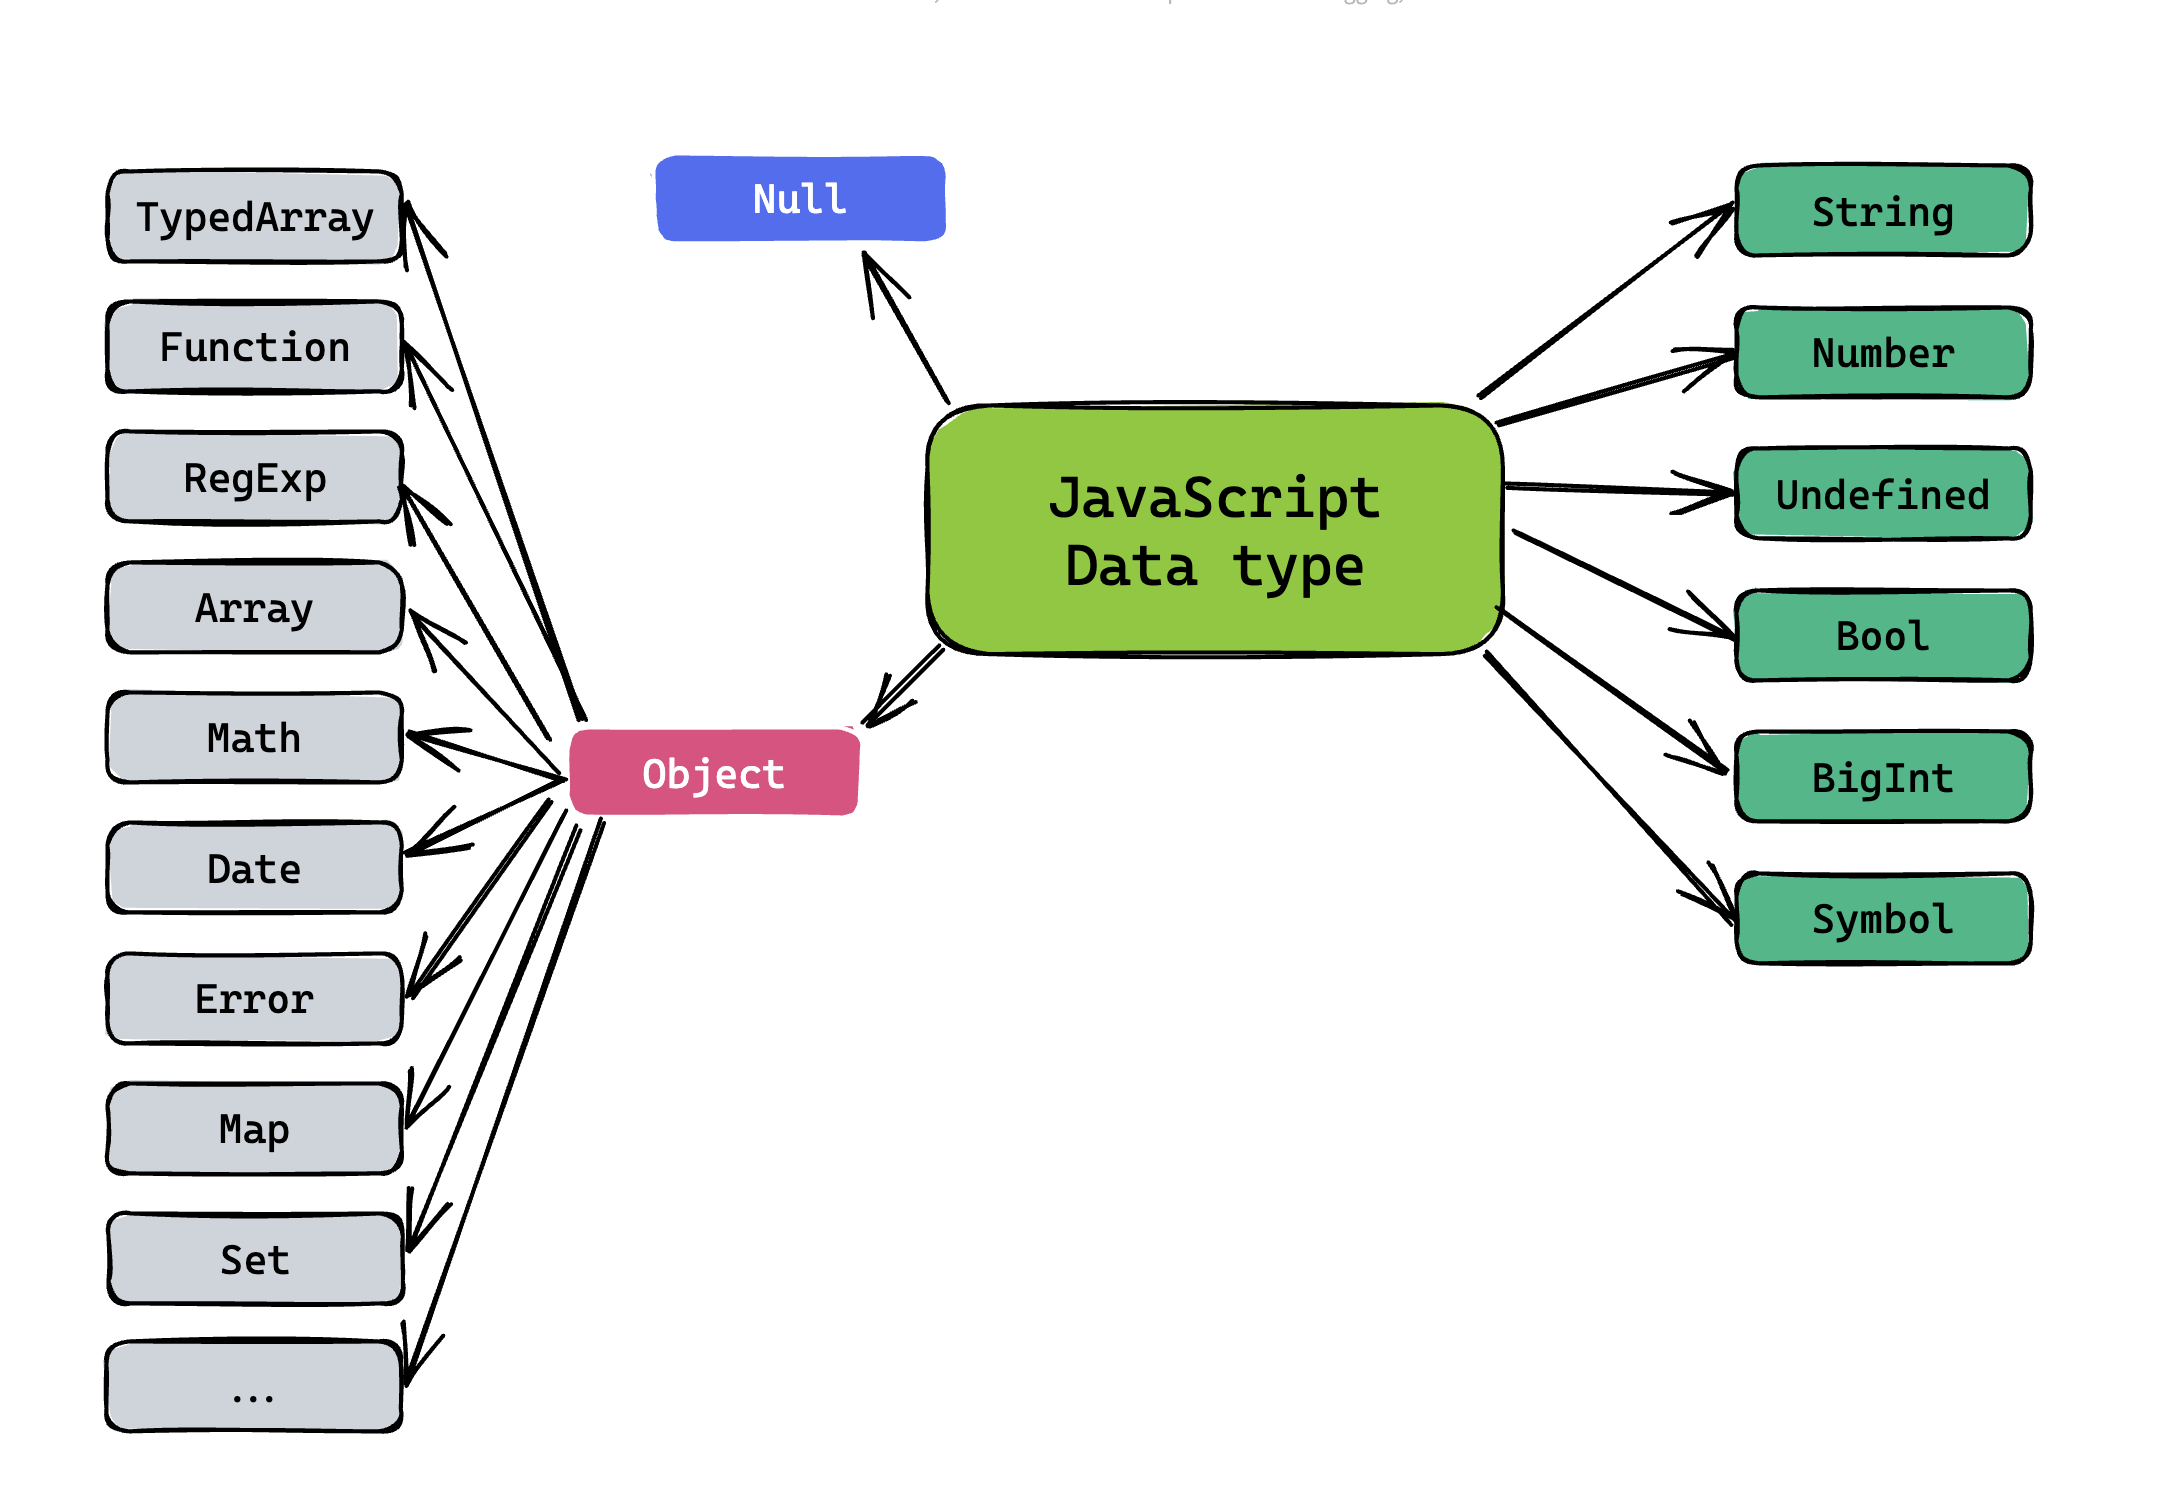 Null
JavaScript
Data type
String
Number
Undefined
Bool
BigInt
Symbol
Object
TypedArray
Function
RegExp
Array
Math
Date
Error
Map
Set
...